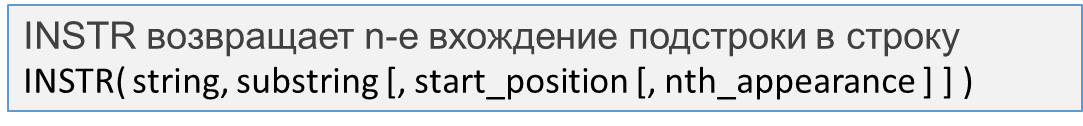 INSTR возвращает n-е вхождение подстроки в строку
INSTR( string, substring [, start_position [, nth_appearance ] ] )